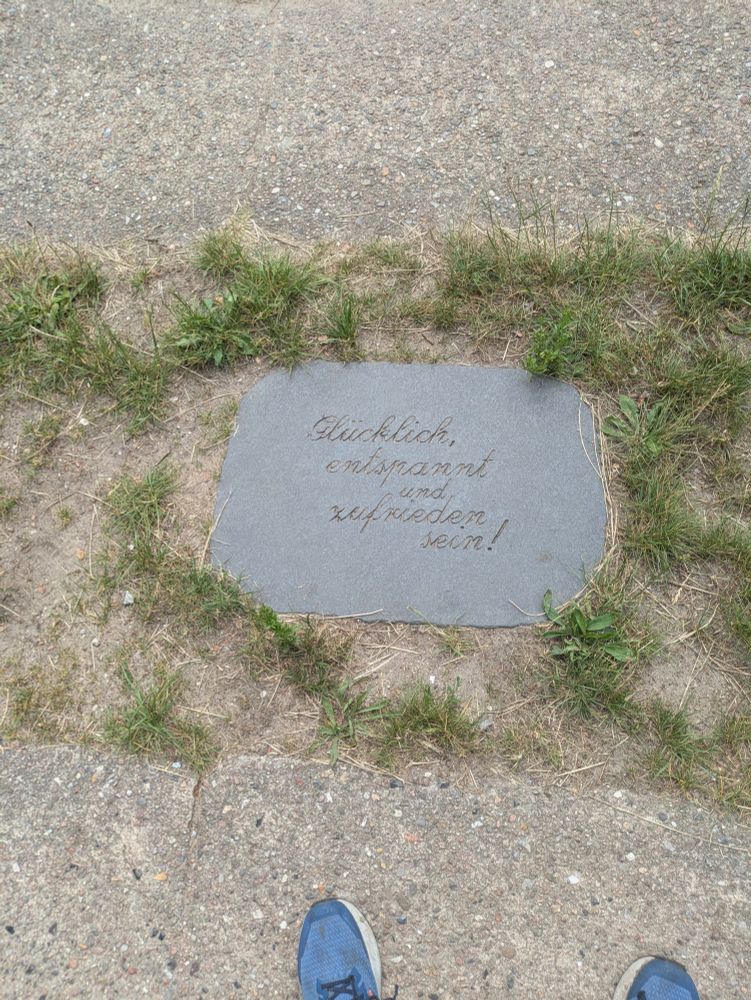 Glücklich,
entspannt
und
zufrieden
sein!